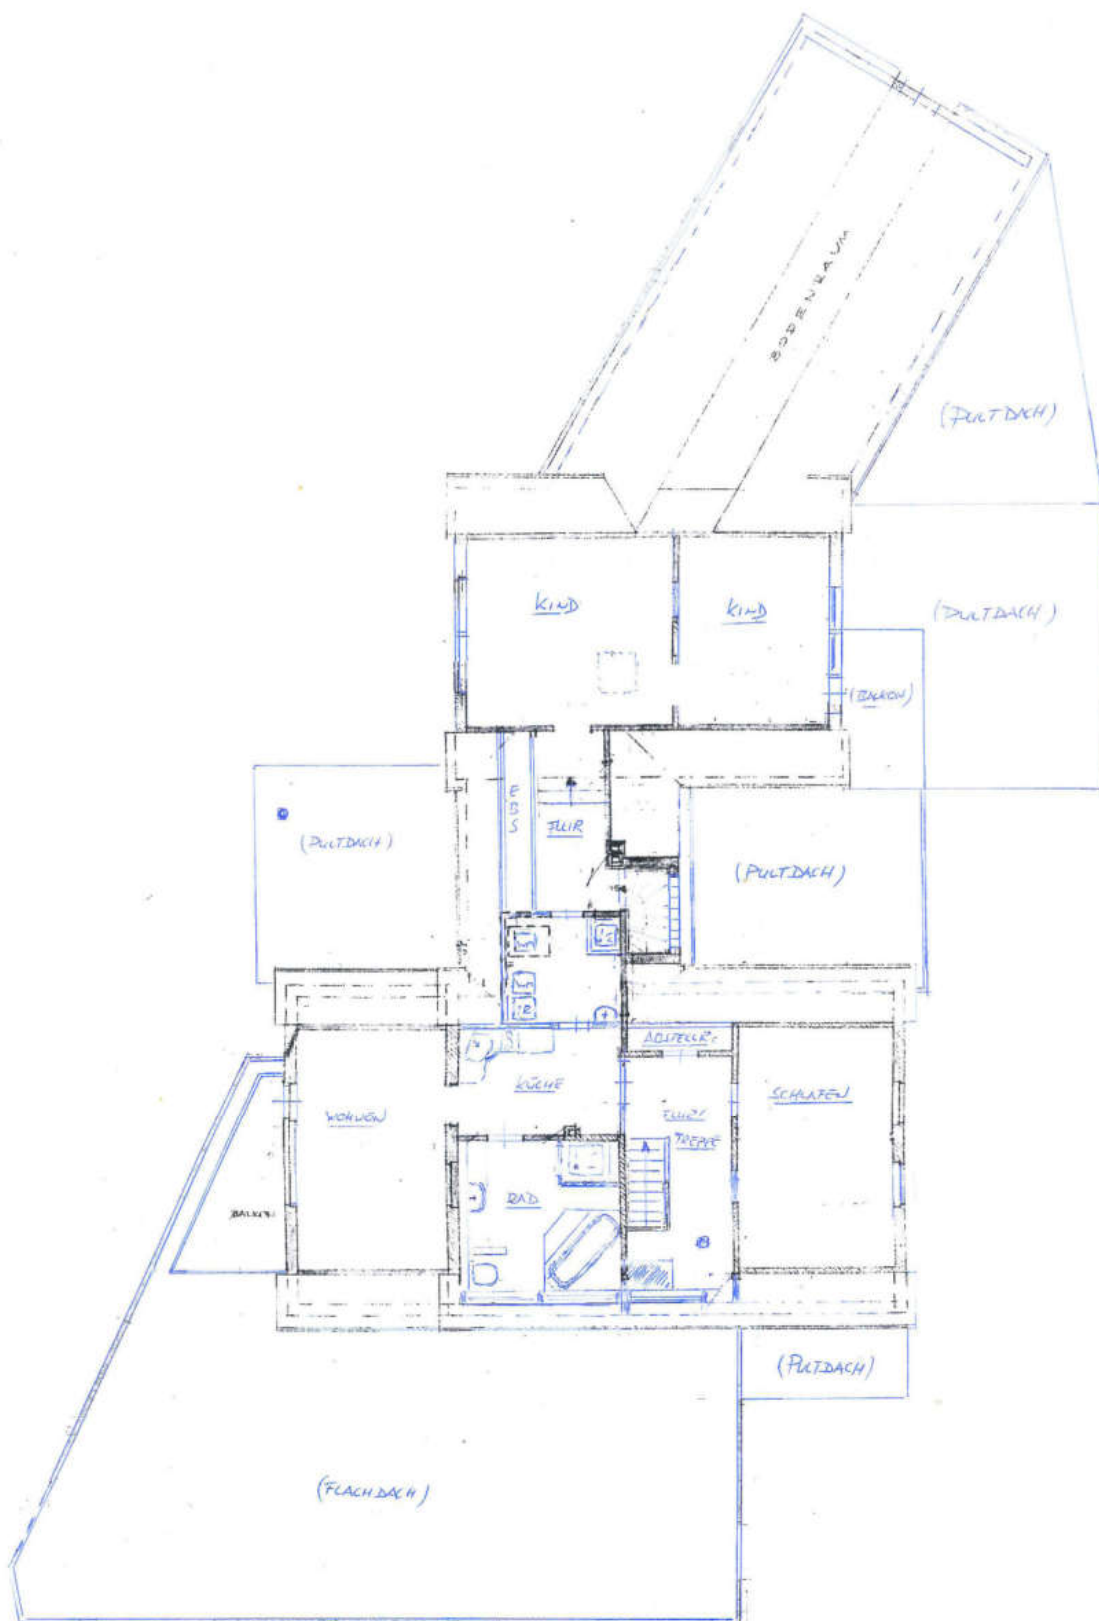 BODENRAUM
(PULTDACH)
KIND
KIND
(PULTDACH)
(BALKON)
EBS
FLUR
(PULTDACH)
(PULTDACH)
ABSTELLR.
KÜCHE
WOHNEN
FLUR/
TREPPE
SCHLAFEN
A
BAD
BALKON
B
(PULTDACH)
(FLACHDACH)